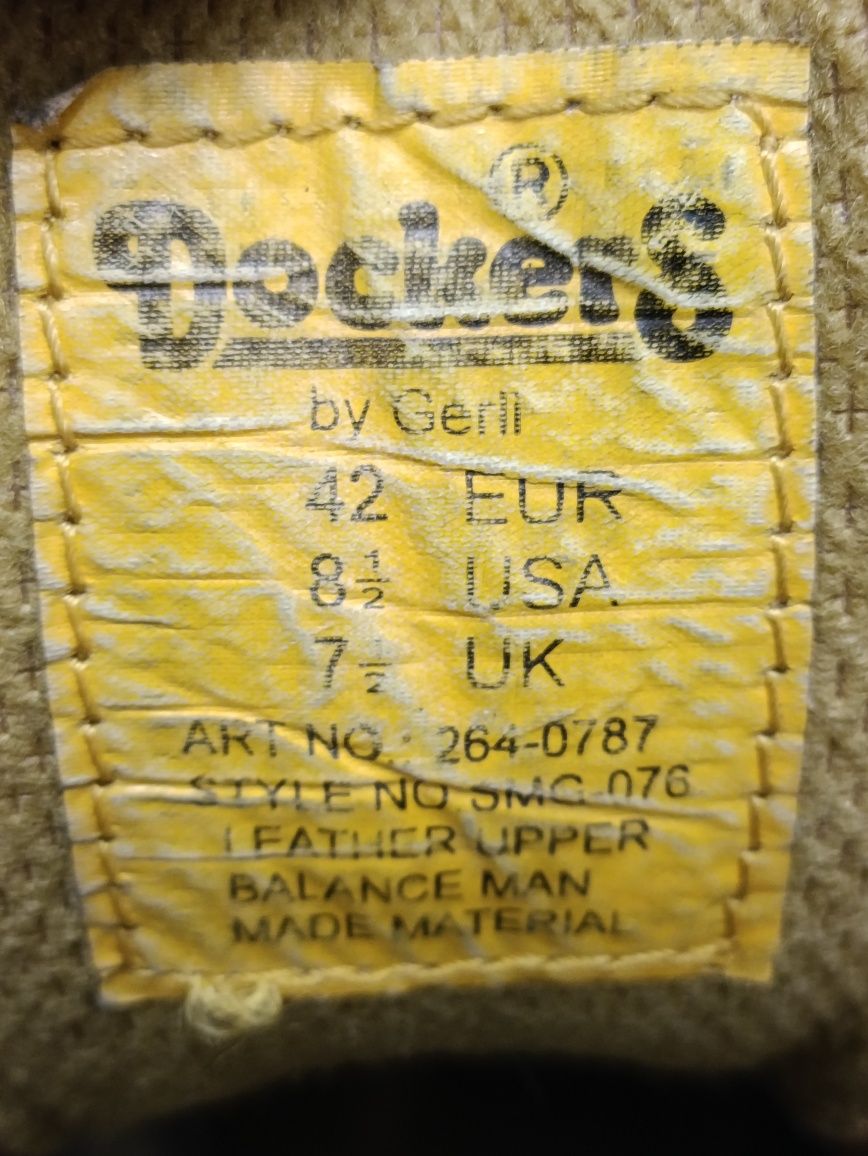 ®
Dockers
by Gerli
42 EUR
8½ USA
7½ UK
ART NO.: 264-0787
STYLE NO SMG-076
LEATHER UPPER
BALANCE MAN
MADE MATERIAL